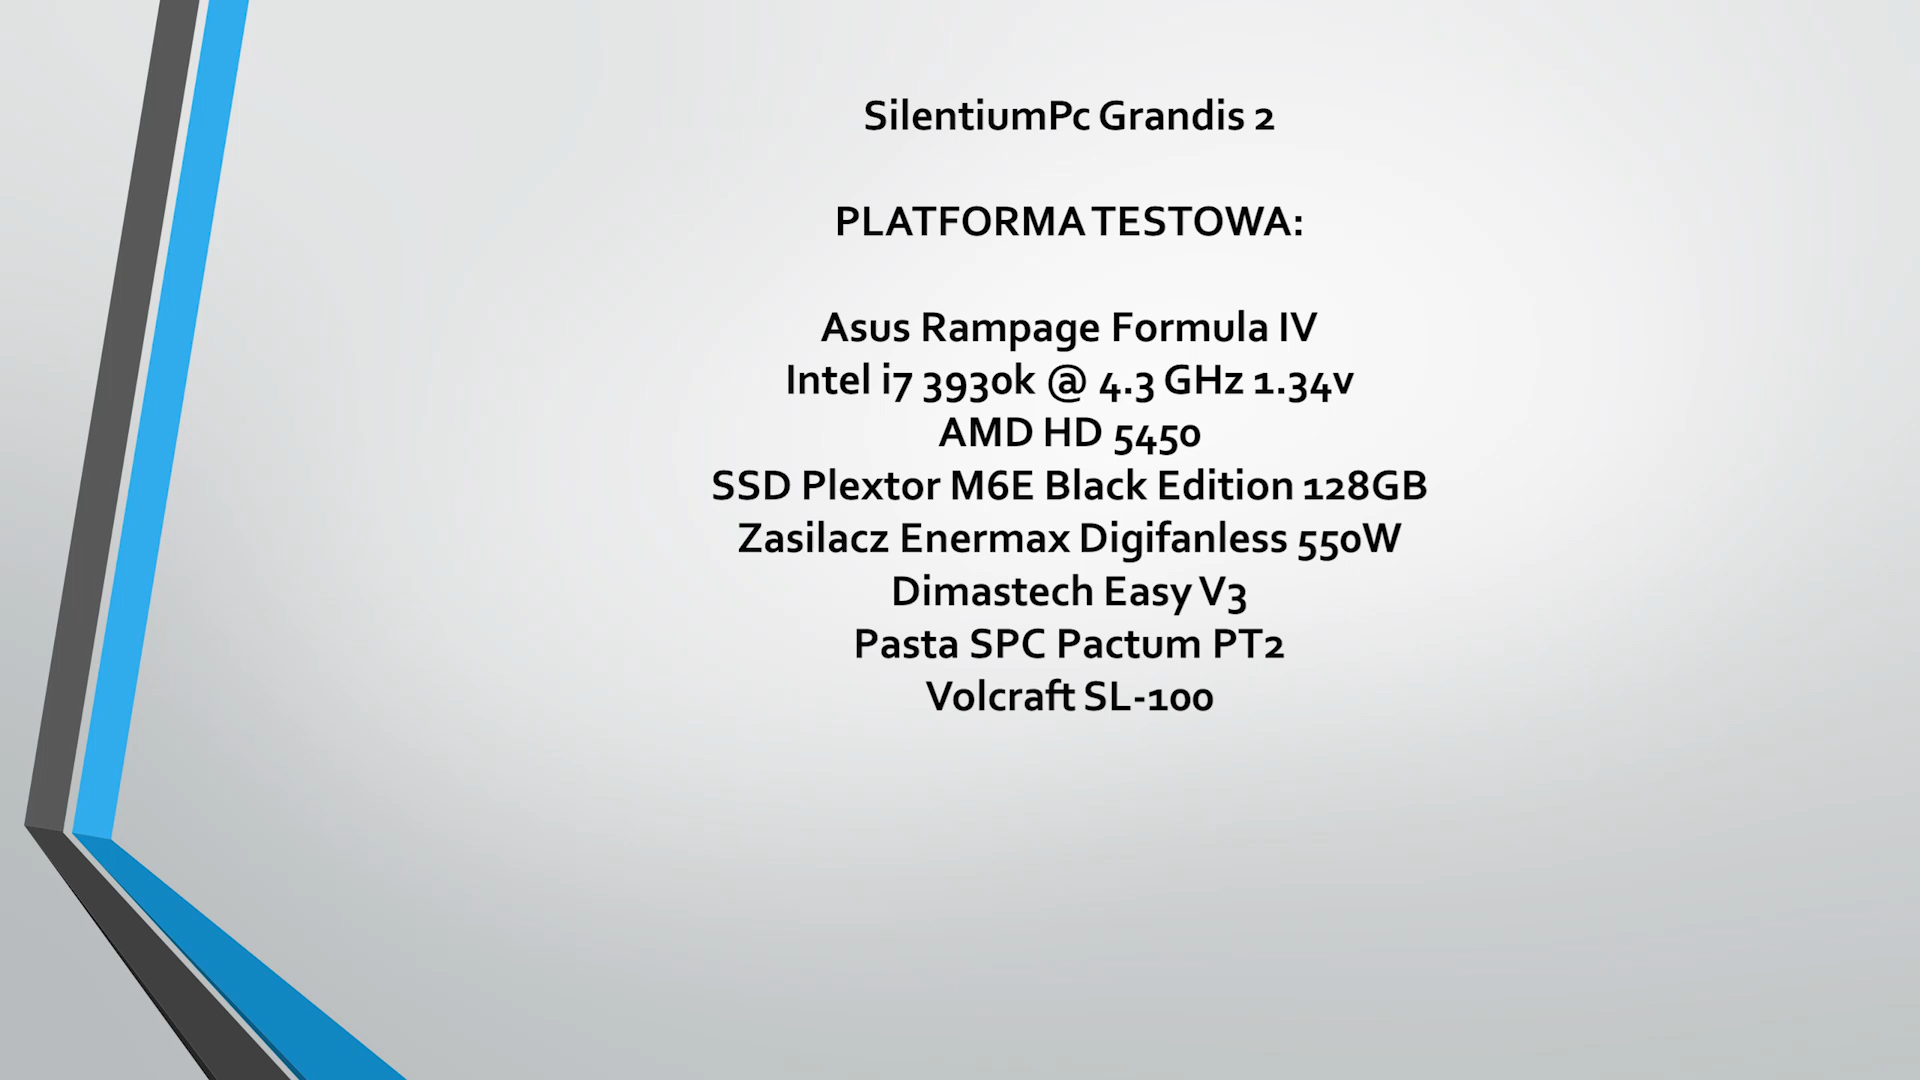 SilentiumPc Grandis 2
PLATFORMA TESTOWA:
Asus Rampage Formula IV
Intel i7 3930k @ 4.3 GHz 1.34v
AMD HD 5450
SSD Plextor M6E Black Edition 128GB
Zasilacz Enermax Digifanless 550W
Dimastech Easy V3
Pasta SPC Pactum PT2
Volcraft SL-100